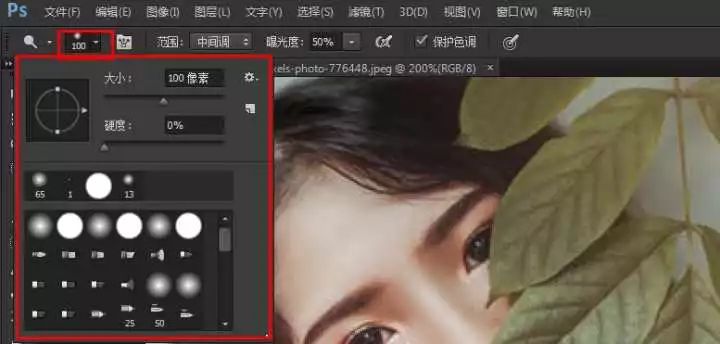 Ps 文件(F) 编辑(E) 图像(I) 图层(L) 文字(Y) 选择(S) 滤镜(T) 3D(D) 视图(V) 窗口(W) 帮助(H)
100 范围: 中间调 曝光度: 50% 保护色调
xels-photo-776448.jpeg @ 200%(RGB/8) ×
大小: 100 像素
硬度: 0%
65 1 13
25 50